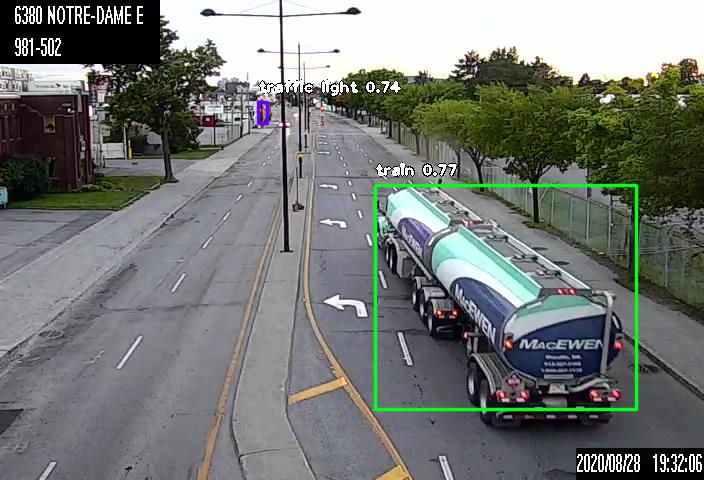 6380 NOTRE-DAME E
981-502
traffic light 0.74
train 0.77
MACEWEN
MACEWEN
MACEWEN
2020/08/28 19:32:06